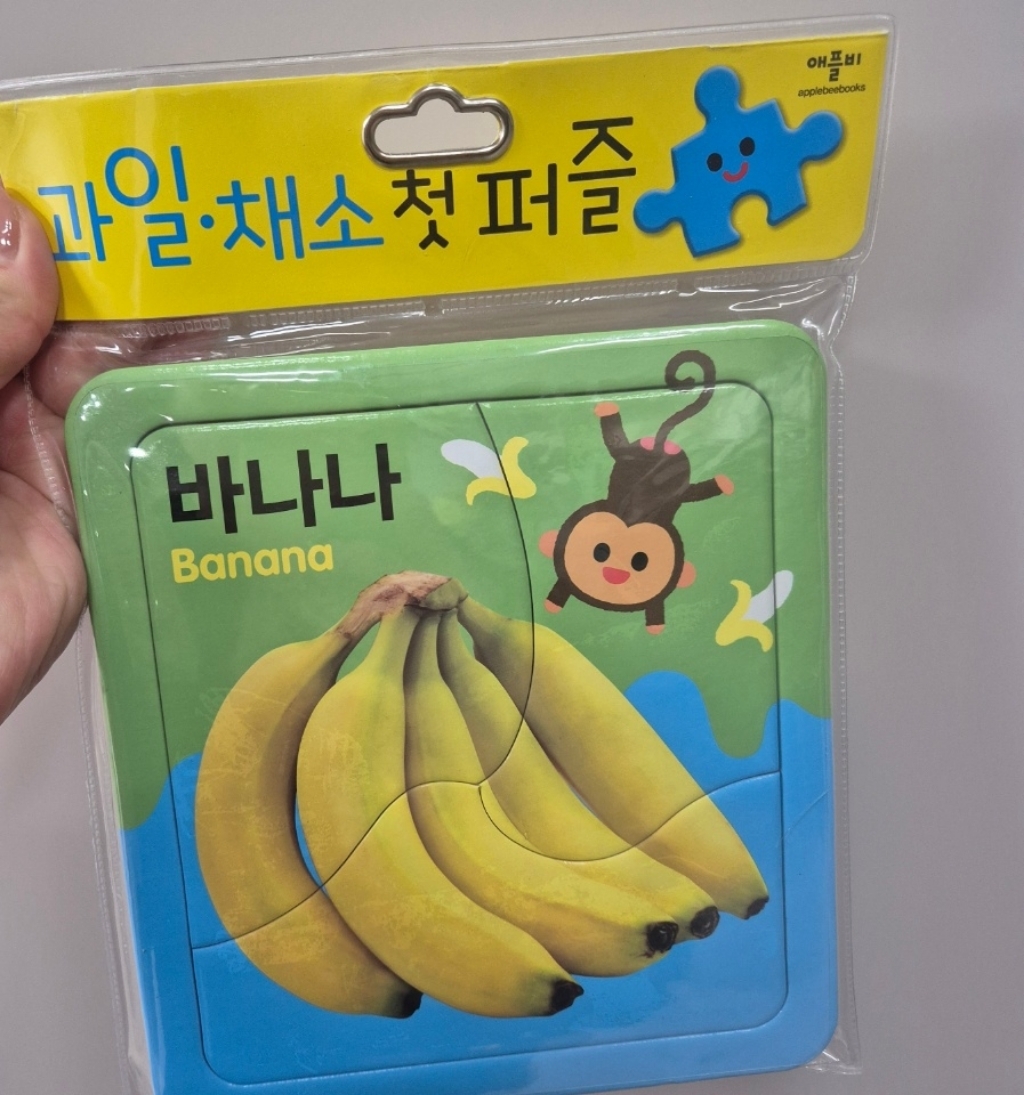 애플비
applebeebooks
과일·채소 첫 퍼즐
바나나
Banana